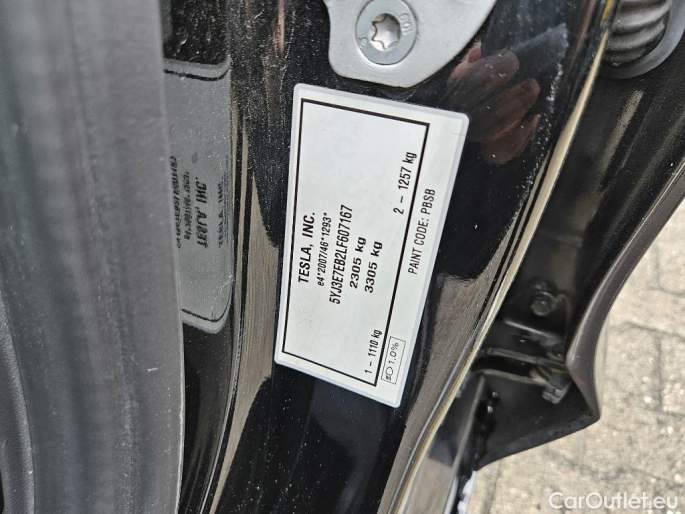 TESLA, INC.
e4*2007/46*1293*
5YJ3E7EB2LF607167
2305 kg
3305 kg
1 – 1110 kg
2 – 1257 kg
1.0%
PAINT CODE: PBSB
CarOutlet.eu